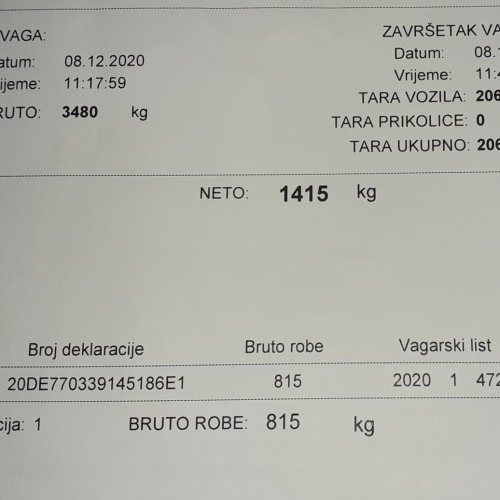 VAGA:
ZAVRŠETAK VA
atum: 08.12.2020
Datum: 08.1
rijeme: 11:17:59
Vrijeme: 11:4
RUTO: 3480 kg
TARA VOZILA: 206
TARA PRIKOLICE: 0
TARA UKUPNO: 206
NETO: 1415 kg
Broj deklaracije Bruto robe Vagarski list
20DE770339145186E1 815 2020 1 472
cija: 1 BRUTO ROBE: 815 kg